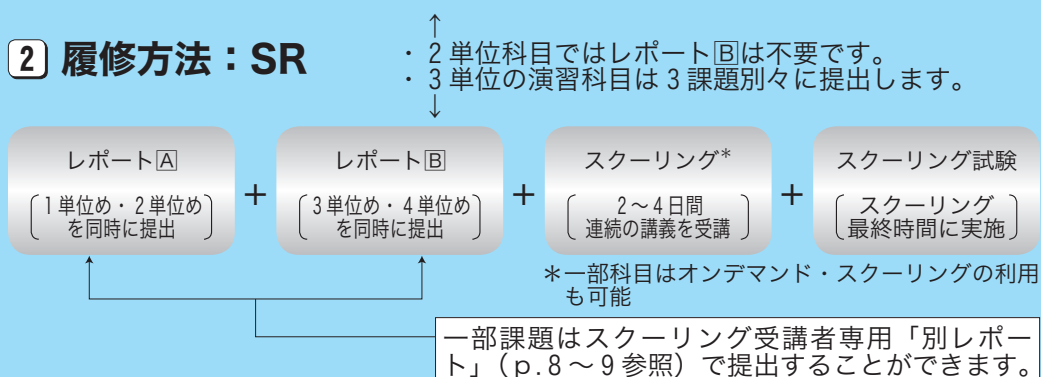 ↑
2 履修方法：SR
・2単位科目ではレポートBは不要です。
・3単位の演習科目は3課題別々に提出します。
↓
レポートA
1単位め・2単位め
を同時に提出
＋
レポートB
3単位め・4単位め
を同時に提出
＋
スクーリング*
2～4日間
連続の講義を受講
＋
スクーリング試験
スクーリング
最終時間に実施
＊一部科目はオンデマンド・スクーリングの利用
も可能
一部課題はスクーリング受講者専用「別レポー
ト」（p.8～9参照）で提出することができます。